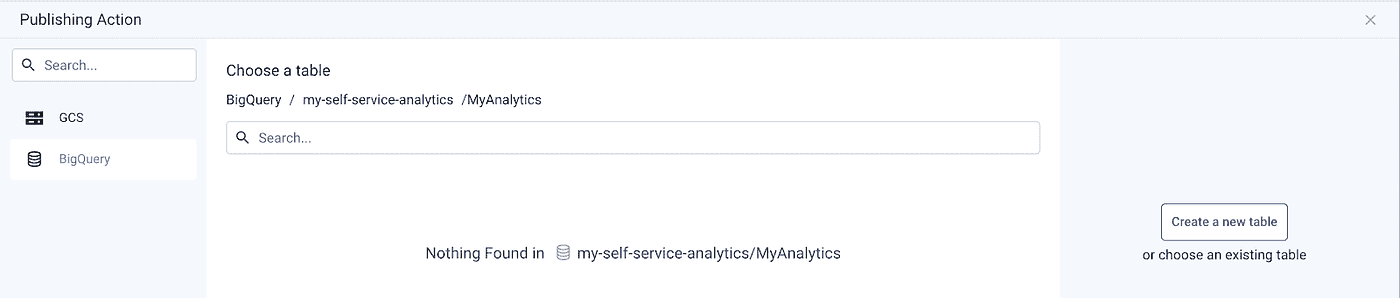 Publishing Action
Search...
GCS
BigQuery
Choose a table
BigQuery / my-self-service-analytics /MyAnalytics
Search...
Nothing Found in my-self-service-analytics/MyAnalytics
Create a new table
or choose an existing table